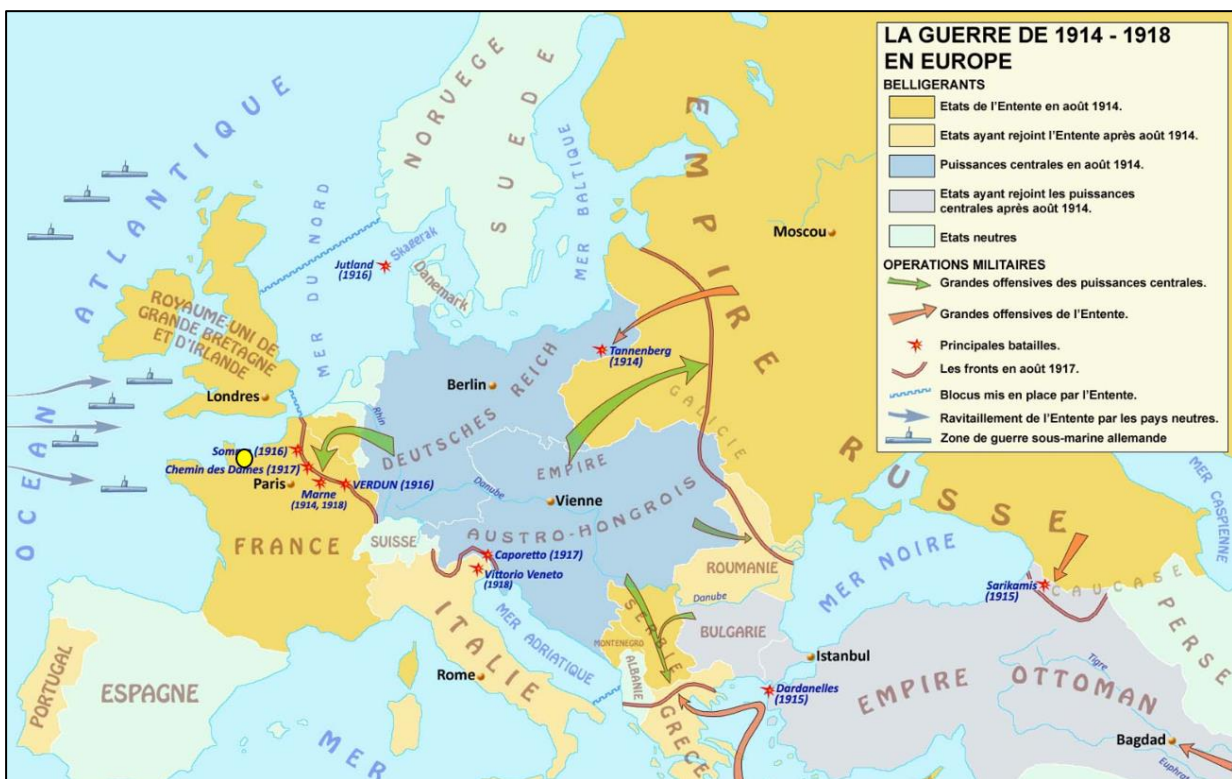 LA GUERRE DE 1914 - 1918
EN EUROPE
BELLIGERANTS
Etats de l'Entente en août 1914.
Etats ayant rejoint l'Entente après août 1914.
Puissances centrales en août 1914.
Etats ayant rejoint les puissances
centrales après août 1914.
Etats neutres
OPERATIONS MILITAIRES
Grandes offensives des puissances centrales.
Grandes offensives de l'Entente.
Principales batailles.
Les fronts en août 1917.
Blocus mis en place par l'Entente.
Ravitaillement de l'Entente par les pays neutres.
Zone de guerre sous-marine allemande
OCEAN ATLANTIQUE
NORVEGE
SUEDE
MER DU NORD
Skagerak
MER BALTIQUE
Jutland
(1916)
Danemark
EMPIRE RUSSE
Moscou
ROYAUME-UNI DE
GRANDE BRETAGNE
ET D'IRLANDE
Londres
Berlin
Tannenberg
(1914)
DEUTSCHES REICH
Rhin
GALICIE
(1916)
Chemin des Dames (1917)
Paris
Marne
(1914, 1918)
VERDUN (1916)
EMPIRE
AUSTRO-HONGROIS
Danube
Vienne
FRANCE
SUISSE
Caporetto (1917)
Vittorio Veneto
(1918)
ROUMANIE
MER NOIRE
MER CASPIENNE
Sarikamis
(1915)
CAUCASE
PERSE
ITALIE
MER ADRIATIQUE
SERBIE
MONTENEGRO
Danube
BULGARIE
ALBANIE
Istanbul
PORTUGAL
ESPAGNE
Rome
Dardanelles
(1915)
GRECE
EMPIRE OTTOMAN
Tigre
Bagdad
MER